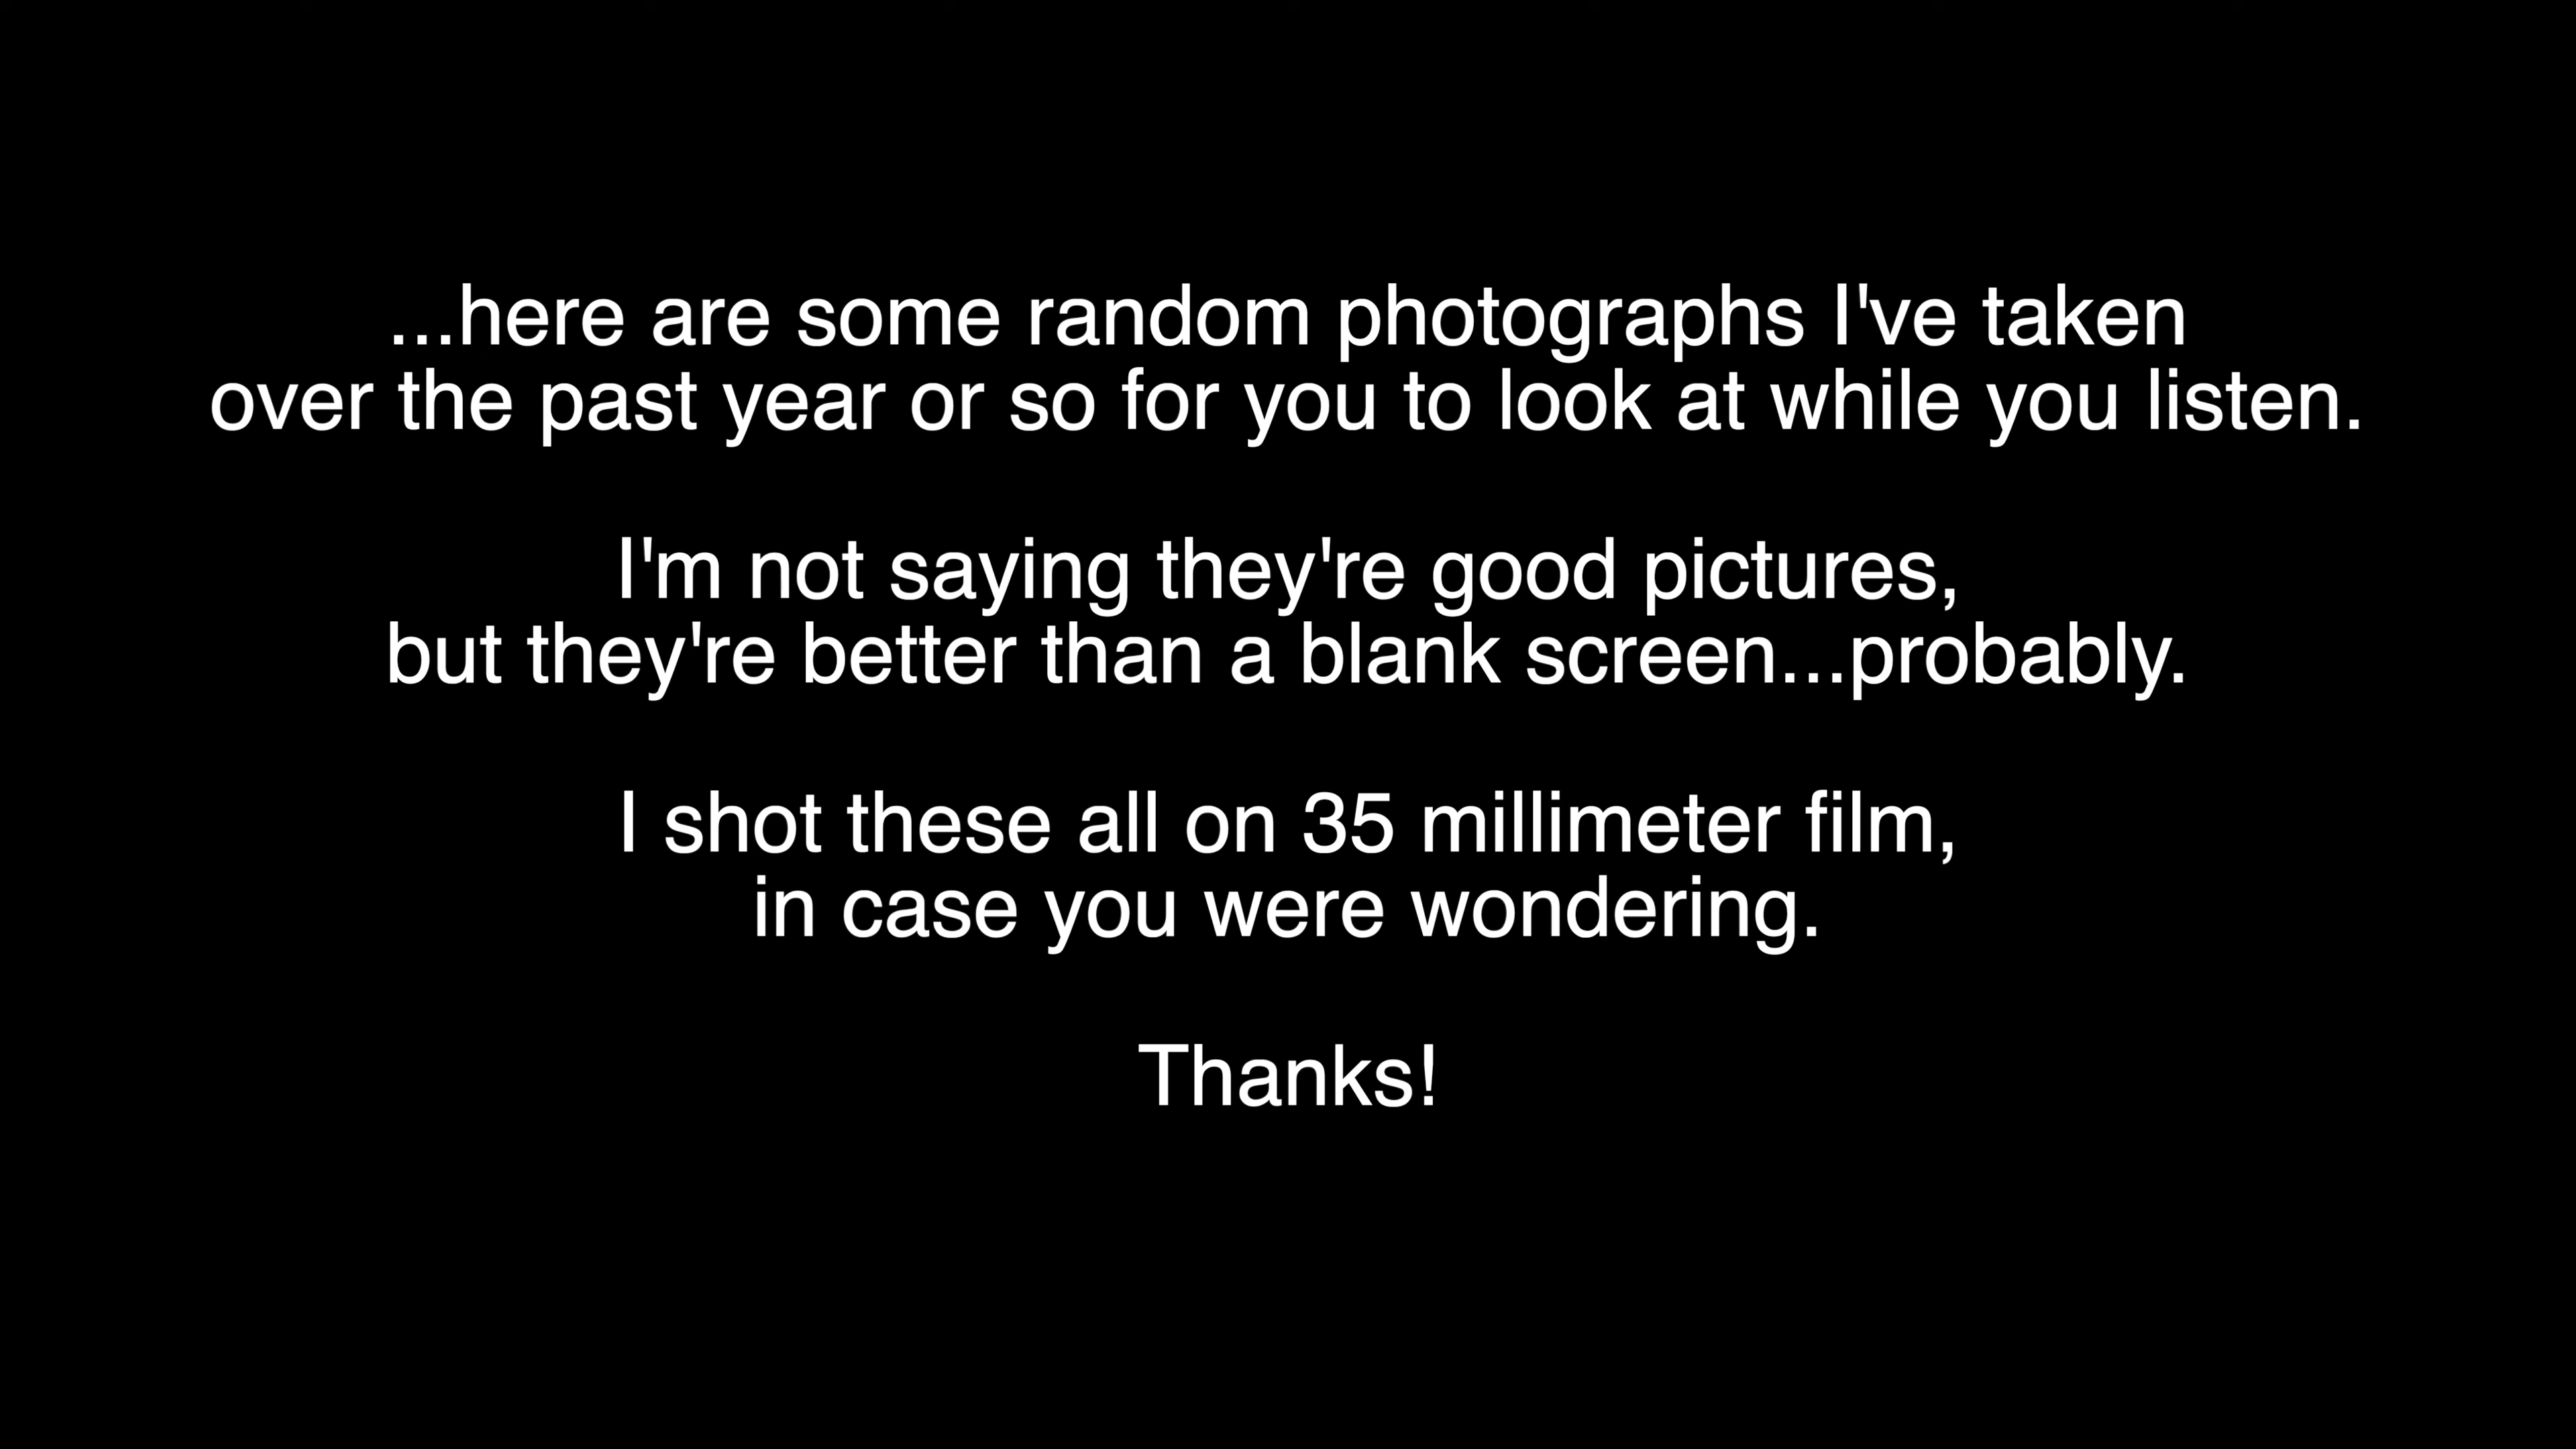 ...here are some random photographs I've taken
over the past year or so for you to look at while you listen.
I'm not saying they're good pictures,
but they're better than a blank screen...probably.
I shot these all on 35 millimeter film,
in case you were wondering.
Thanks!